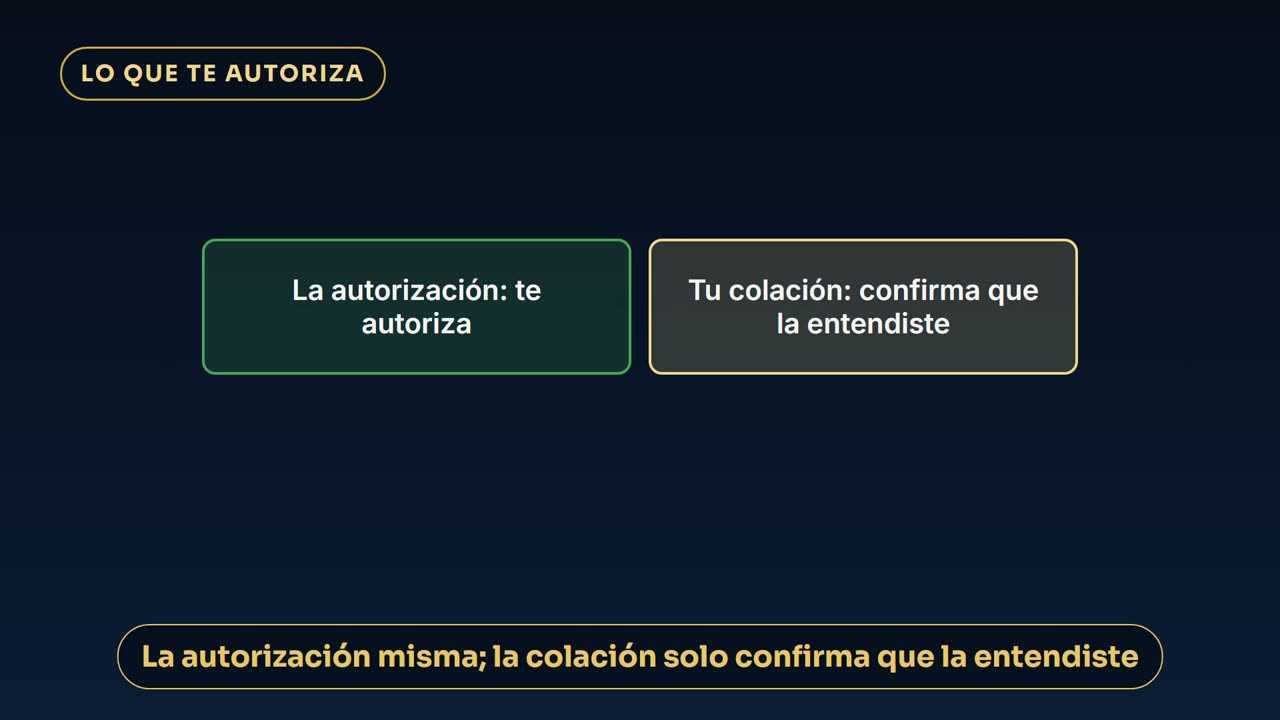 LO QUE TE AUTORIZA
La autorización: te
autoriza
Tu colación: confirma que
la entendiste
La autorización misma; la colación solo confirma que la entendiste